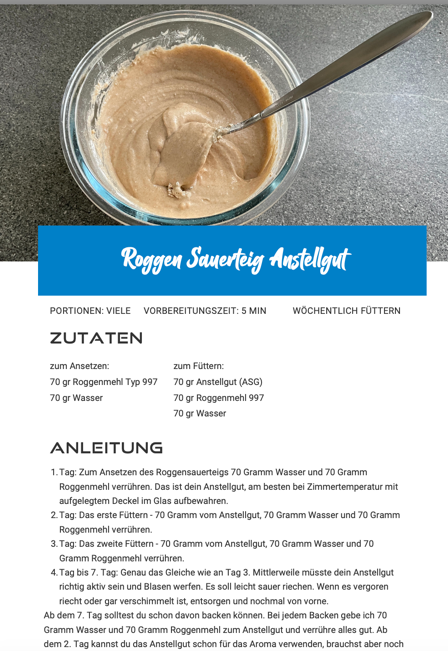 Roggen Sauerteig Anstellgut
PORTIONEN: VIELE VORBEREITUNGSZEIT: 5 MIN WÖCHENTLICH FÜTTERN
ZUTATEN
zum Ansetzen:
70 gr Roggenmehl Typ 997
70 gr Wasser
zum Füttern:
70 gr Anstellgut (ASG)
70 gr Roggenmehl 997
70 gr Wasser
ANLEITUNG
1. Tag: Zum Ansetzen des Roggensauerteigs 70 Gramm Wasser und 70 Gramm
Roggenmehl verrühren. Das ist dein Anstellgut, am besten bei Zimmertemperatur mit
aufgelegtem Deckel im Glas aufbewahren.
2. Tag: Das erste Füttern - 70 Gramm vom Anstellgut, 70 Gramm Wasser und 70 Gramm
Roggenmehl verrühren.
3. Tag: Das zweite Füttern - 70 Gramm vom Anstellgut, 70 Gramm Wasser und 70
Gramm Roggenmehl verrühren.
4. Tag bis 7. Tag: Genau das Gleiche wie an Tag 3. Mittlerweile müsste dein Anstellgut
richtig aktiv sein und Blasen werfen. Es soll leicht sauer riechen. Wenn es vergoren
riecht oder gar verschimmelt ist, entsorgen und nochmal von vorne.
Ab dem 7. Tag solltest du schon davon backen können. Bei jedem Backen gebe ich 70
Gramm Wasser und 70 Gramm Roggenmehl zum Anstellgut und verrühre alles gut. Ab
dem 2. Tag kannst du das Anstellgut schon für das Aroma verwenden, brauchst aber noch